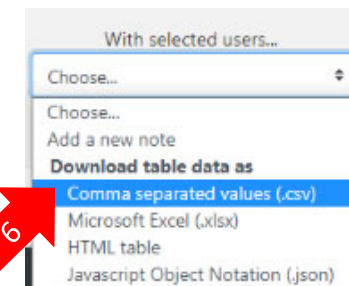 With selected users...
Choose...
Choose...
Add a new note
Download table data as
Comma separated values (.csv)
Microsoft Excel (.xlsx)
HTML table
Javascript Object Notation (.json)
6